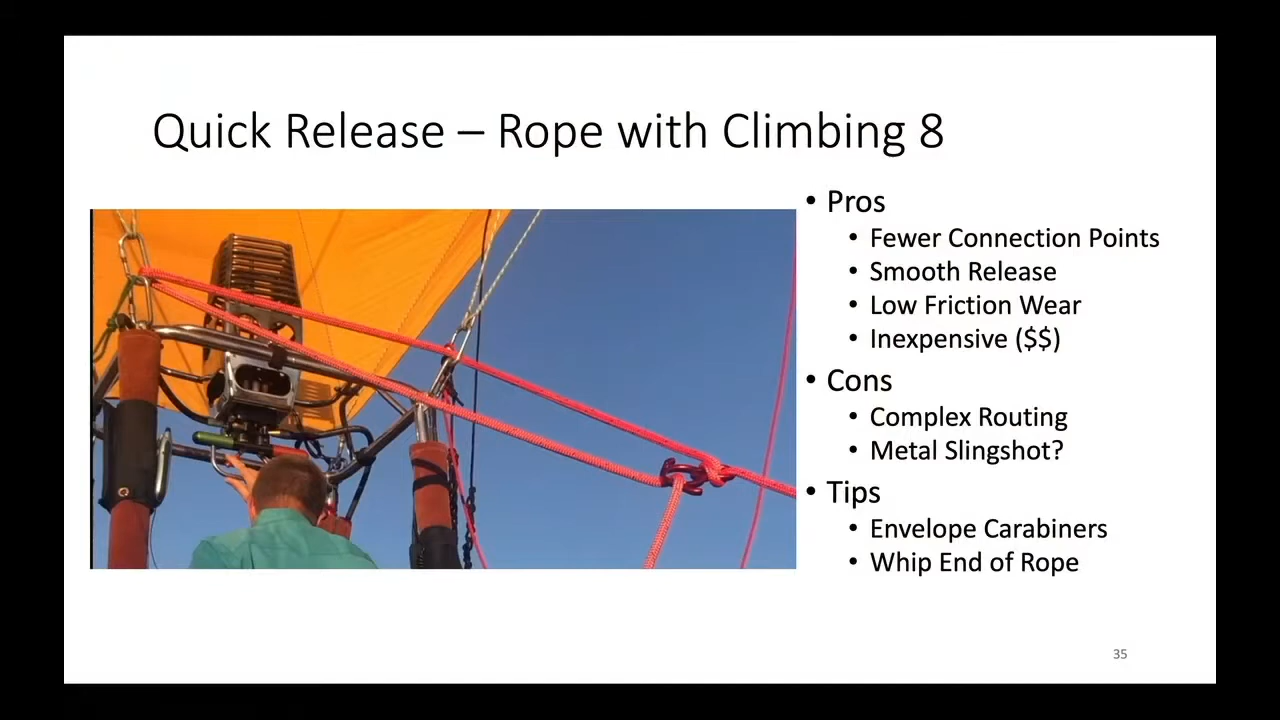 Quick Release – Rope with Climbing 8
• Pros
• Fewer Connection Points
• Smooth Release
• Low Friction Wear
• Inexpensive ($$)
• Cons
• Complex Routing
• Metal Slingshot?
• Tips
• Envelope Carabiners
• Whip End of Rope
35